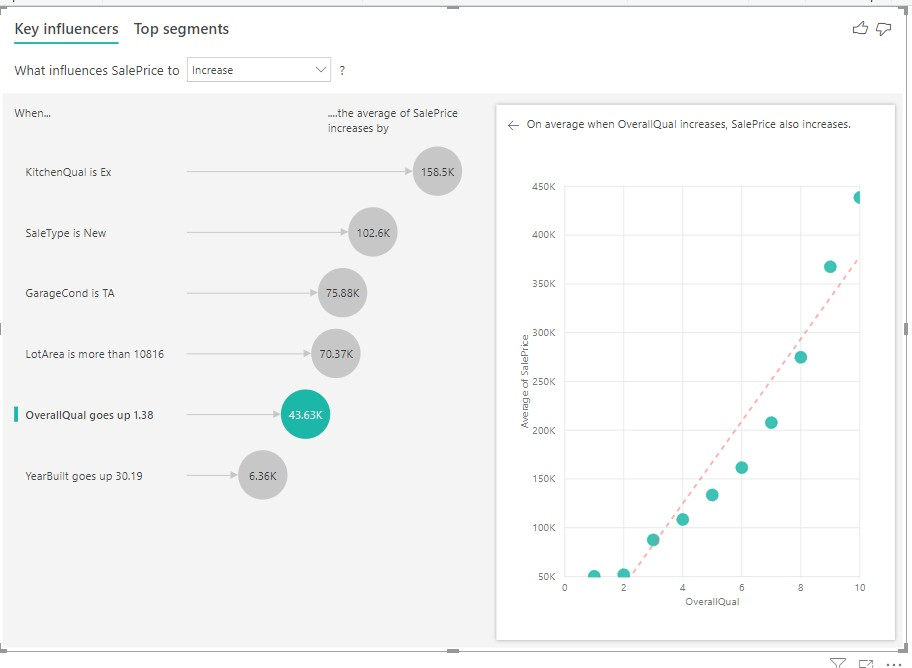 Key influencers Top segments
What influences SalePrice to Increase ?
When...
....the average of SalePrice
increases by
KitchenQual is Ex 158.5K
SaleType is New 102.6K
GarageCond is TA 75.88K
LotArea is more than 10816 70.37K
OverallQual goes up 1.38 43.63K
YearBuilt goes up 30.19 6.36K
On average when OverallQual increases, SalePrice also increases.
Average of SalePrice
450K
400K
350K
300K
250K
200K
150K
100K
50K
0 2 4 6 8 10
OverallQual